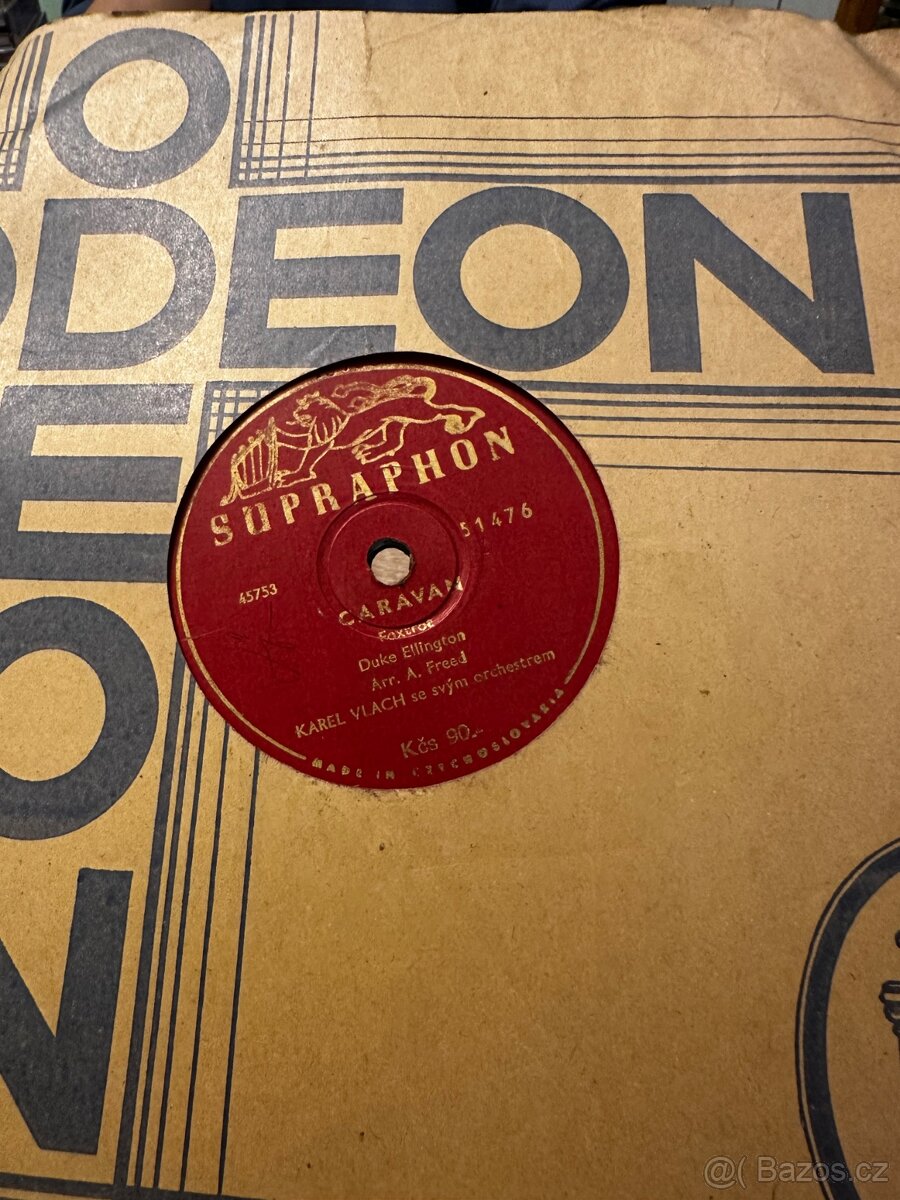 O
ODEON
E
O
N
SUPRAPHON
51476
45753
CARAVAN
Foxtrot
Duke Ellington
Arr. A. Freed
KAREL VLACH se svým orchestrem
Kčs 90.-
MADE IN CZECHOSLOVAKIA
@( Bazos.cz